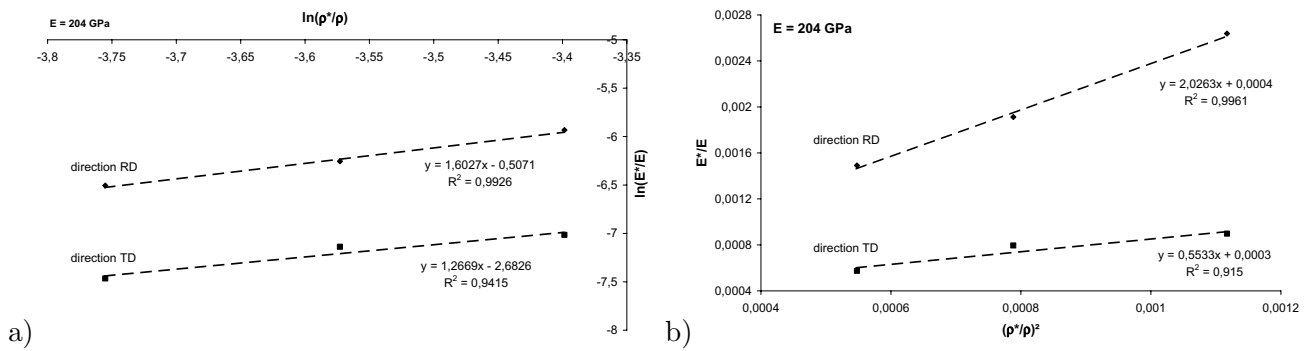 E = 204 GPa
ln(ρ*/ρ)
-3,8
-3,75
-3,7
-3,65
-3,6
-3,55
-3,5
-3,45
-3,4
-3,35
-5
-5,5
-6
-6,5
-7
-7,5
-8
ln(E*/E)
direction RD
y = 1,6027x - 0,5071
R² = 0,9926
direction TD
y = 1,2669x - 2,6826
R² = 0,9415
a)
E = 204 GPa
0,0028
0,0024
0,002
0,0016
0,0012
0,0008
0,0004
E*/E
y = 2,0263x + 0,0004
R² = 0,9961
direction RD
direction TD
y = 0,5533x + 0,0003
R² = 0,915
0,0004
0,0006
0,0008
0,001
0,0012
(ρ*/ρ)²
b)